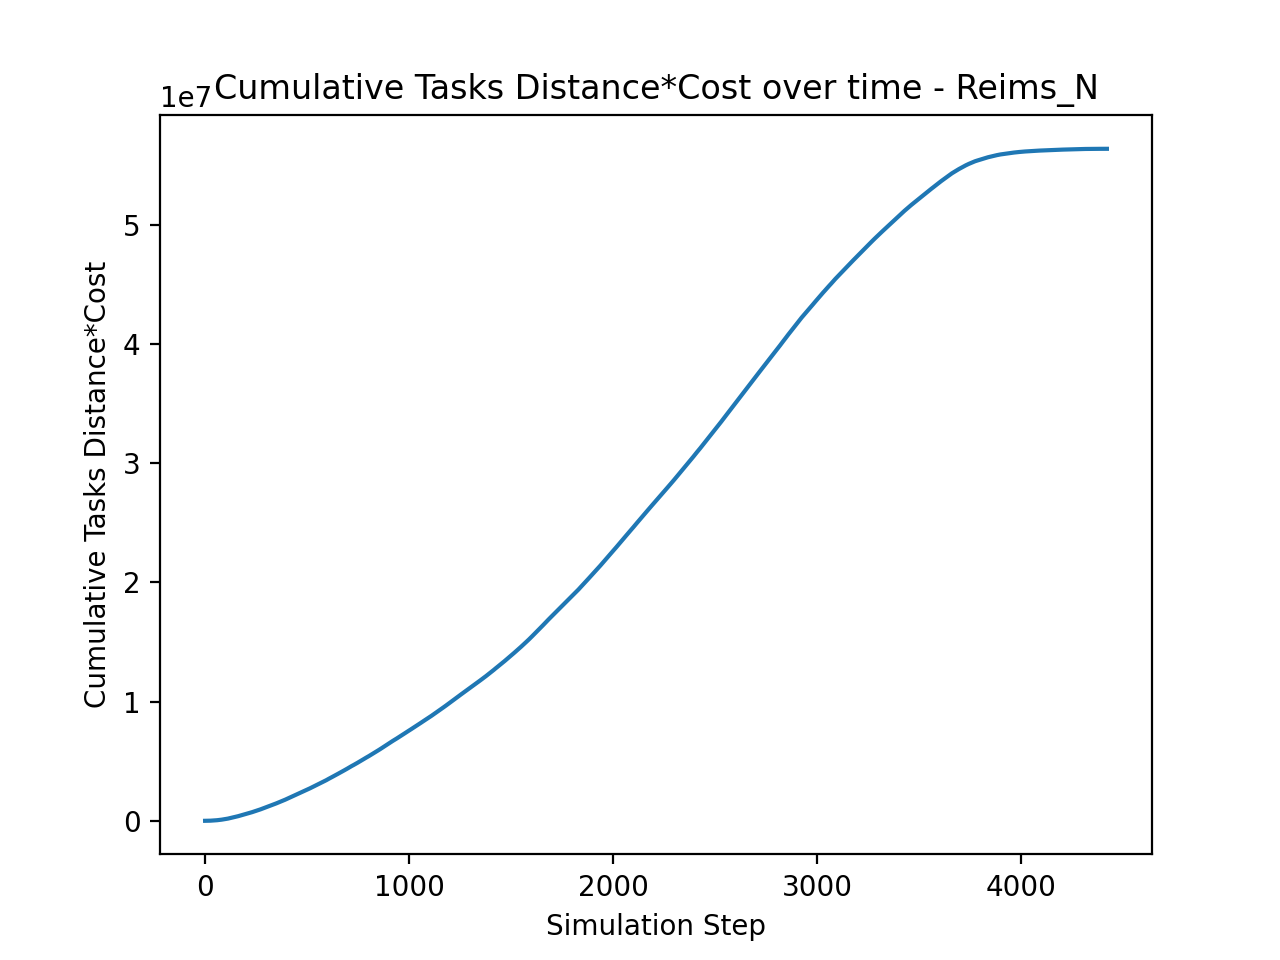 Cumulative Tasks Distance*Cost over time - Reims_N
1e7
Cumulative Tasks Distance*Cost
5
4
3
2
1
0
0 1000 2000 3000 4000
Simulation Step